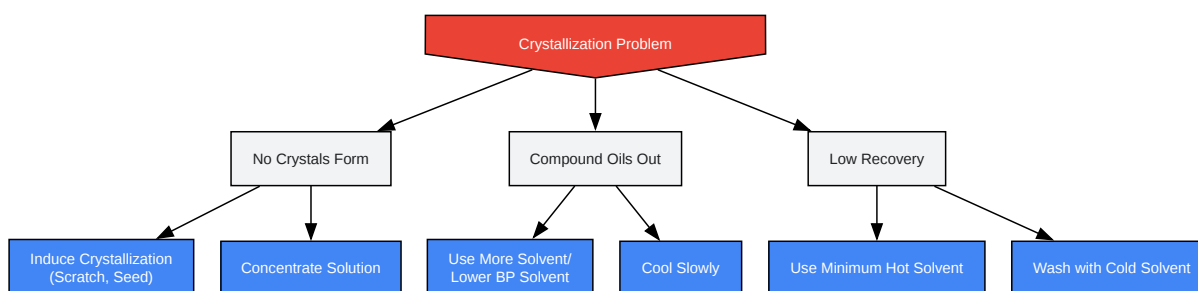 Crystallization Problem
No Crystals Form
Compound Oils Out
Low Recovery
Induce Crystallization
(Scratch, Seed)
Concentrate Solution
Use More Solvent/
Lower BP Solvent
Cool Slowly
Use Minimum Hot Solvent
Wash with Cold Solvent